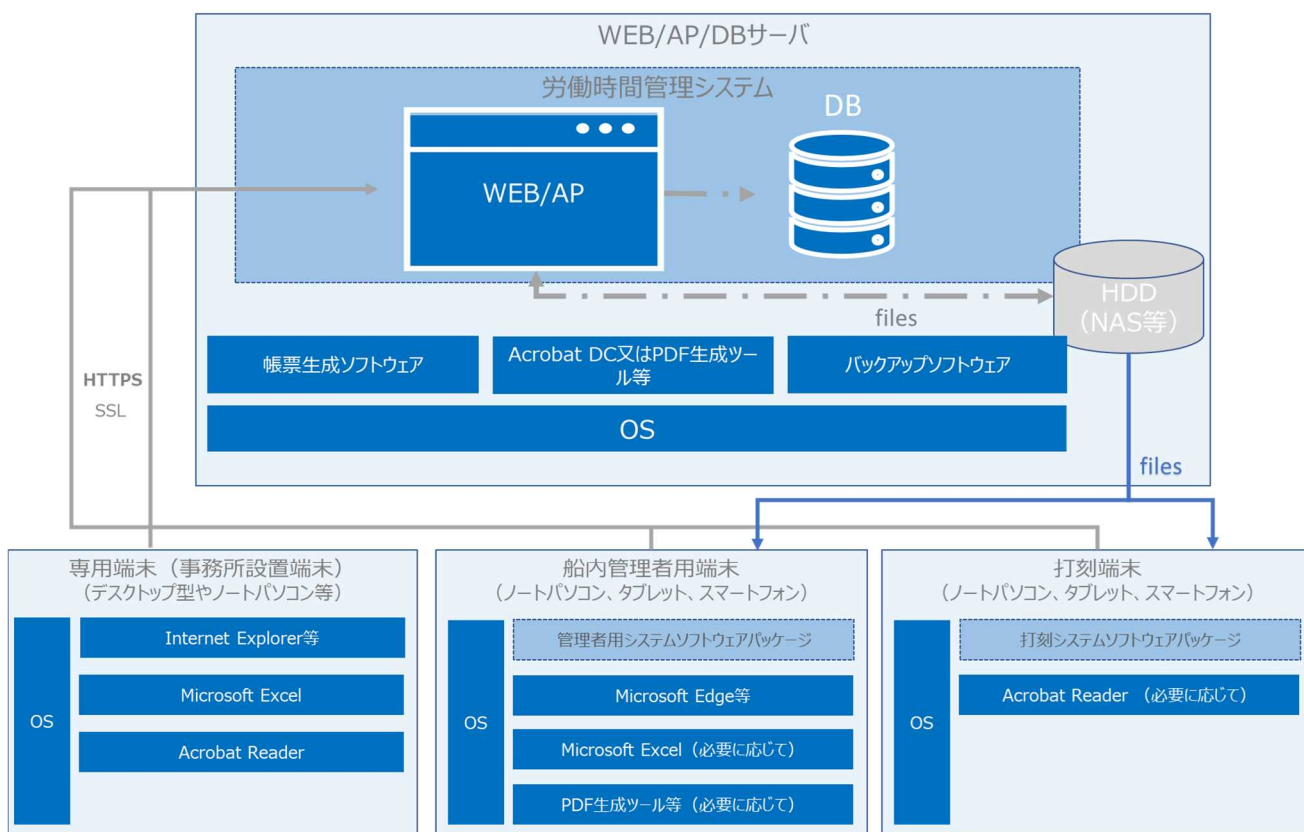 WEB/AP/DBサーバ
労働時間管理システム
DB
WEB/AP
HDD
（NAS等）
files
帳票生成ソフトウェア
Acrobat DC又はPDF生成ツー
ル等
バックアップソフトウェア
OS
HTTPS
SSL
files
専用端末（事務所設置端末）
（デスクトップ型やノートパソコン等）
OS
Internet Explorer等
Microsoft Excel
Acrobat Reader
船内管理者用端末
（ノートパソコン、タブレット、スマートフォン）
OS
管理者用システムソフトウェアパッケージ
Microsoft Edge等
Microsoft Excel（必要に応じて）
PDF生成ツール等（必要に応じて）
打刻端末
（ノートパソコン、タブレット、スマートフォン）
OS
打刻システムソフトウェアパッケージ
Acrobat Reader （必要に応じて）